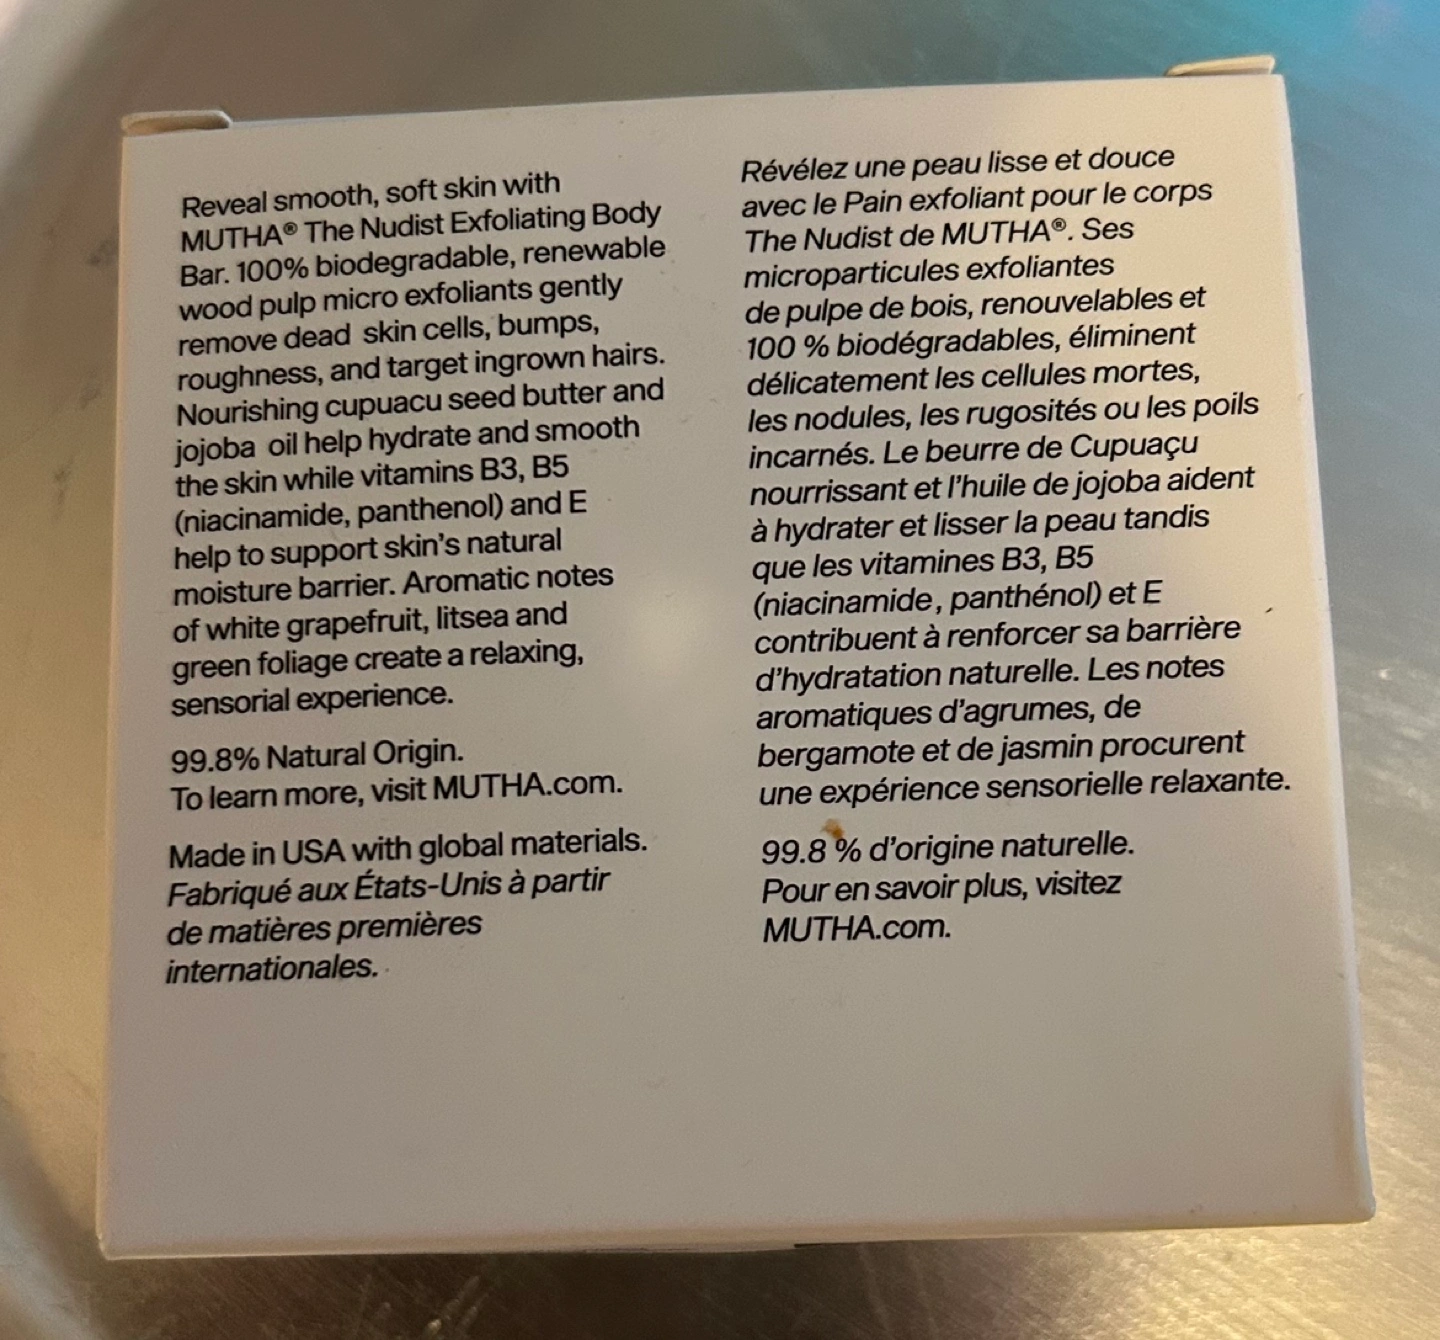 Reveal smooth, soft skin with
MUTHA® The Nudist Exfoliating Body
Bar. 100% biodegradable, renewable
wood pulp micro exfoliants gently
remove dead skin cells, bumps,
roughness, and target ingrown hairs.
Nourishing cupuacu seed butter and
jojoba oil help hydrate and smooth
the skin while vitamins B3, B5
(niacinamide, panthenol) and E
help to support skin's natural
moisture barrier. Aromatic notes
of white grapefruit, litsea and
green foliage create a relaxing,
sensorial experience.
99.8% Natural Origin.
To learn more, visit MUTHA.com.
Made in USA with global materials.
Fabriqué aux États-Unis à partir
de matières premières
internationales.
Révélez une peau lisse et douce
avec le Pain exfoliant pour le corps
The Nudist de MUTHA®. Ses
microparticules exfoliantes
de pulpe de bois, renouvelables et
100 % biodégradables, éliminent
délicatement les cellules mortes,
les nodules, les rugosités ou les poils
incarnés. Le beurre de Cupuaçu
nourrissant et l'huile de jojoba aident
à hydrater et lisser la peau tandis
que les vitamines B3, B5
(niacinamide, panthénol) et E
contribuent à renforcer sa barrière
d'hydratation naturelle. Les notes
aromatiques d'agrumes, de
bergamote et de jasmin procurent
une expérience sensorielle relaxante.
99.8 % d'origine naturelle.
Pour en savoir plus, visitez
MUTHA.com.